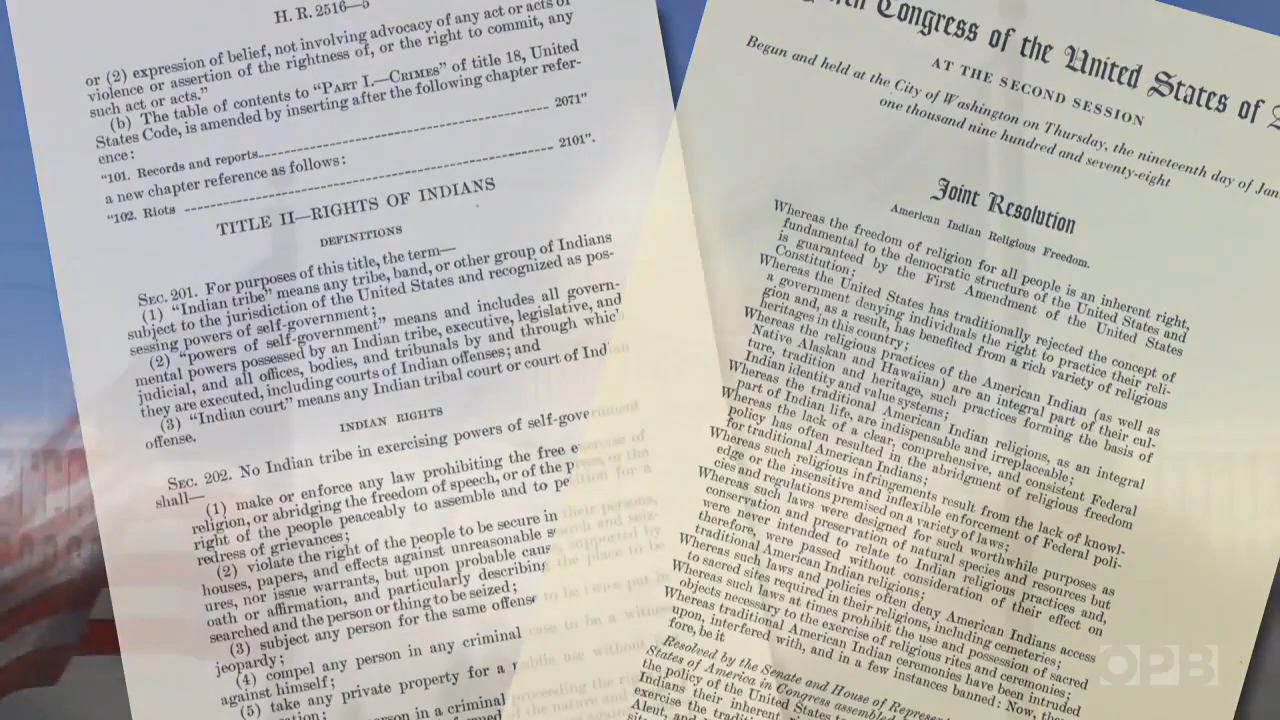 H. R. 2516—5
or (2) expression of belief, not involving advocacy of any act or acts of
violence or assertion of the rightness of, or the right to commit, any
such act or acts."
(b) The table of contents to "PART I.—CRIMES" of title 18, United
States Code, is amended by inserting after the following chapter refer-
ence:
"101. Records and reports 2071"
a new chapter reference as follows:
"102. Riots 2101".
TITLE II—RIGHTS OF INDIANS
DEFINITIONS
SEC. 201. For purposes of this title, the term—
(1) "Indian tribe" means any tribe, band, or other group of Indians
subject to the jurisdiction of the United States and recognized as pos-
sessing powers of self-government;
(2) "powers of self-government" means and includes all govern-
mental powers possessed by an Indian tribe, executive, legislative, and
judicial, and all offices, bodies, and tribunals by and through whic
they are executed, including courts of Indian offenses; and
(3) "Indian court" means any Indian tribal court or court of Indian
offense.
INDIAN RIGHTS
SEC. 202. No Indian tribe in exercising powers of self-government
shall—
(1) make or enforce any law prohibiting the free exercise of
religion, or abridging the freedom of speech, or of the press, or the
right of the people peaceably to assemble and to petition for a
redress of grievances;
(2) violate the right of the people to be secure in their persons,
houses, papers, and effects against unreasonable search and seiz-
ures, nor issue warrants, but upon probable cause, supported by
oath or affirmation, and particularly describing the place to be
searched and the person or thing to be seized;
(3) subject any person for the same offense to be twice put in
jeopardy;
(4) compel any person in any criminal case to be a witness
against himself;
(5) take any private property for a public use without
person in a criminal proceeding the
Congress of the United States of
AT THE SECOND SESSION
Begun and held at the City of Washington on Thursday, the nineteenth day of Jan
one thousand nine hundred and seventy-eight
Joint Resolution
American Indian Religious Freedom.
Whereas the freedom of religion for all people is an inherent right,
fundamental to the democratic structure of the United States and
is guaranteed by the First Amendment of the United States
Constitution;
Whereas the United States has traditionally rejected the concept of
a government denying individuals the right to practice their reli-
gion and, as a result, has benefited from a rich variety of religious
heritages in this country;
Whereas the religious practices of the American Indian (as well as
Native Alaskan and Hawaiian) are an integral part of their cul-
ture, tradition and heritage, such practices forming the basis of
Indian identity and value systems;
Whereas the traditional American Indian religions, as an integral
part of Indian life, are indispensable and irreplaceable;
Whereas the lack of a clear, comprehensive, and consistent Federal
policy has often resulted in the abridgment of religious freedom
for traditional American Indians;
Whereas such religious infringements result from the lack of knowl-
edge or the insensitive and inflexible enforcement of Federal poli-
cies and regulations premised on a variety of laws;
Whereas such laws were designed for such worthwhile purposes as
conservation and preservation of natural species and resources but
were never intended to relate to Indian religious practices and,
therefore, were passed without consideration of their effect on
traditional American Indian religions;
Whereas such laws and policies often deny American Indians access
to sacred sites required in their religions, including cemeteries;
Whereas such laws at times prohibit the use and possession of sacred
objects necessary to the exercise of religious rites and ceremonies;
Whereas traditional American Indian ceremonies have been intruded
upon, interfered with, and in a few instances banned: Now, there-
fore, be it
Resolved by the Senate and House of Represen
States of America in Congress assembled,
the policy of the United States to
Indians their inherent
exercise the tradit
Aleut, and
OPB